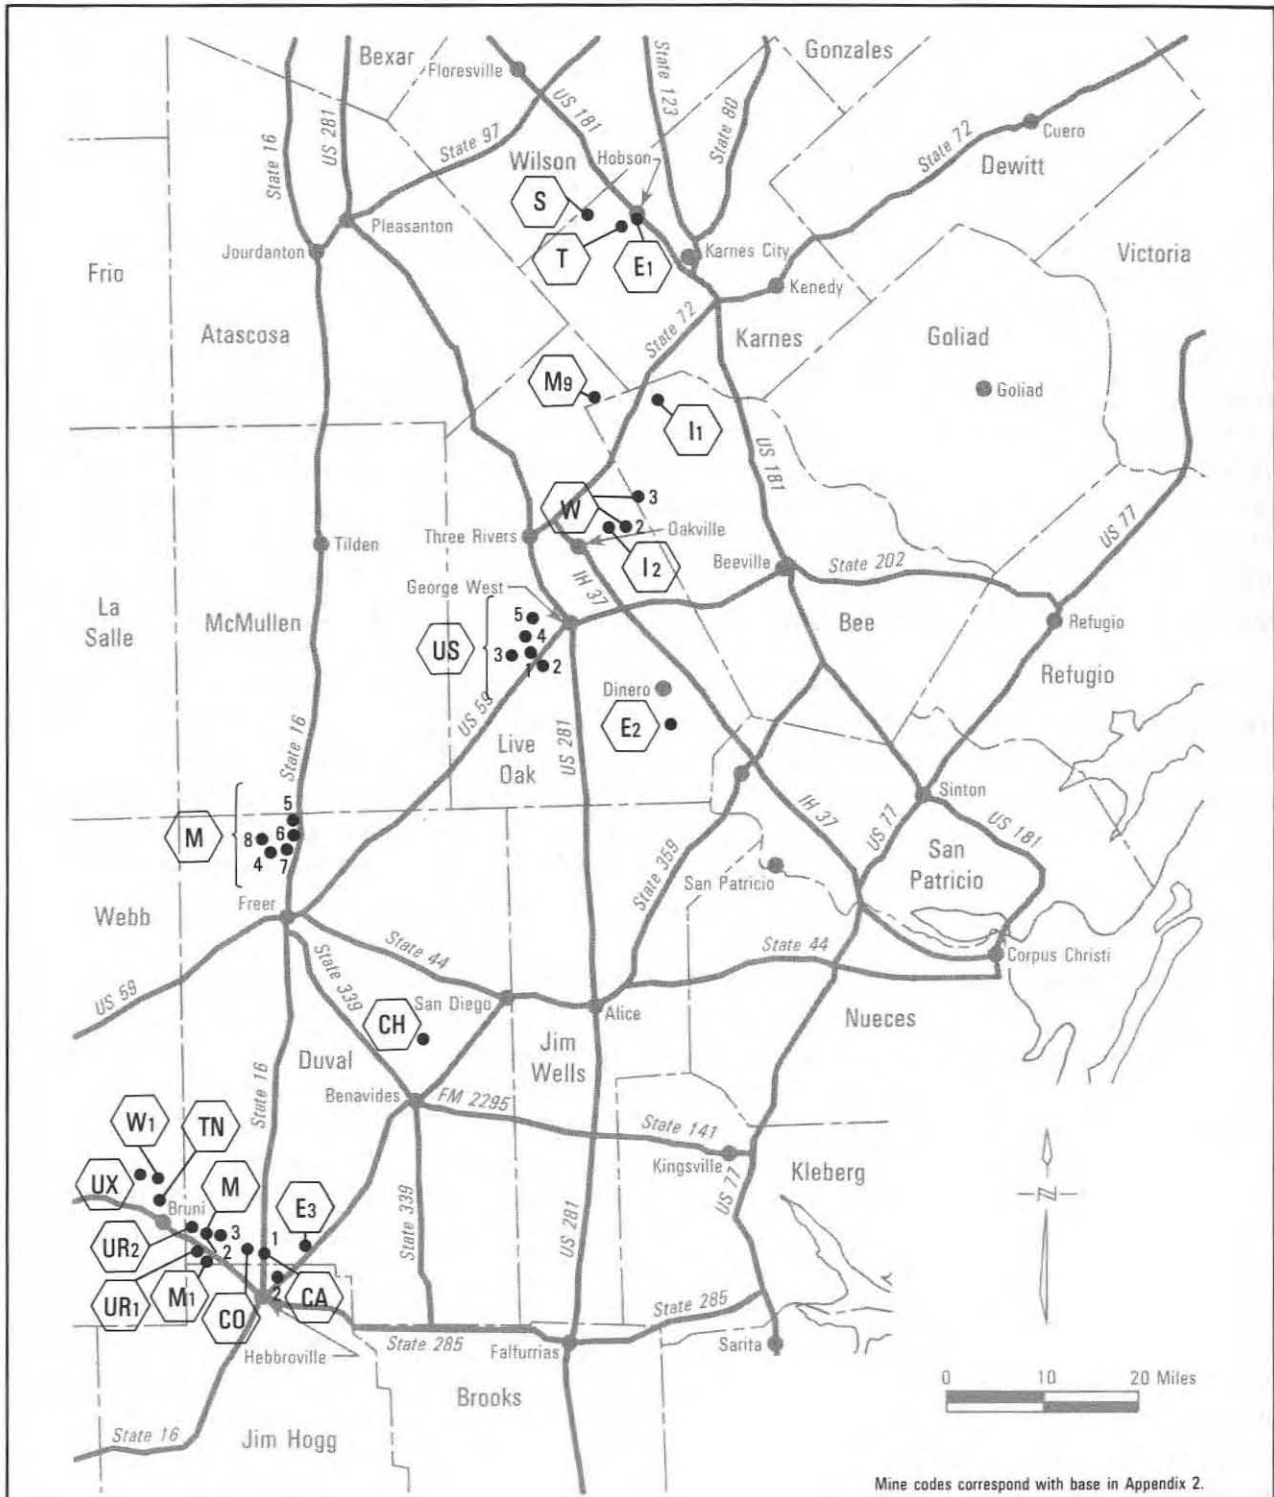 Bexar
Gonzales
Floresville
State 123
US 181
State 80
State 16
US 281
State 97
Wilson
Hobson
Cuero
State 72
Dewitt
S
Pleasanton
T
E1
Karnes City
Victoria
Jourdanton
Frio
Kenedy
Atascosa
State 72
Karnes
Goliad
M9
Goliad
I1
US 181
W
3
US 77
Three Rivers
2
Oakville
Tilden
I2
Beeville
State 202
George West
IH 37
La
Salle
McMullen
5
4
US
3
1
2
Bee
Refugio
Dinero
Refugio
US 59
E2
State 16
Live
Oak
US 281
Sinton
5
M
8
6
4
7
IH 37
US 77
US 181
San
Patricio
State 359
San Patricio
Webb
Freer
State 44
State 44
Corpus Christi
US 59
State 339
San Diego
Alice
Nueces
CH
Jim
Wells
Duval
State 16
Benavides
FM 2295
State 141
W1
TN
Kingsville
Kleberg
UX
M
Bruni
E3
State 339
US 77
UR2
3
1
2
US 281
UR1
M1
CO
2
CA
State 285
Hebbroville
State 285
Falfurrias
Sarita
N
Brooks
0 10 20 Miles
State 16
Jim Hogg
Mine codes correspond with base in Appendix 2.